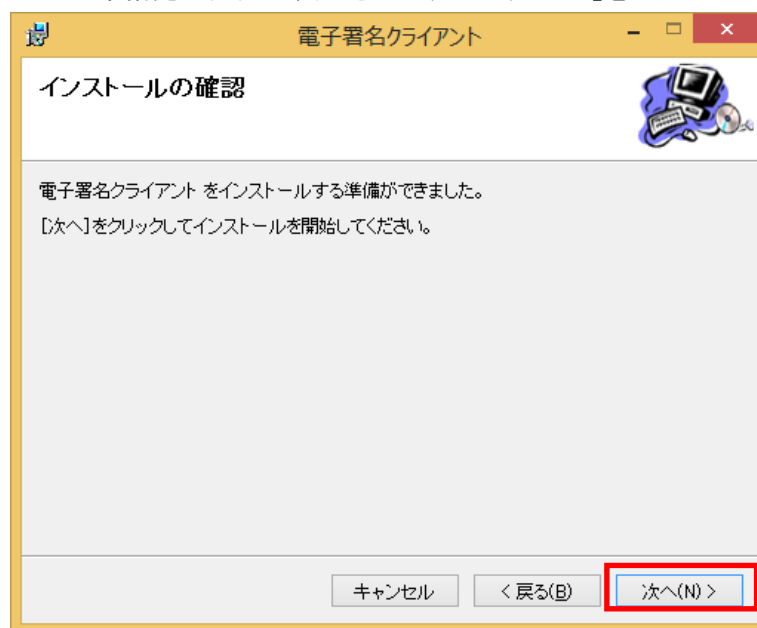 電子署名クライアント
インストールの確認
電子署名クライアント をインストールする準備ができました。
[次へ]をクリックしてインストールを開始してください。
キャンセル
< 戻る(B)
次へ(N) >